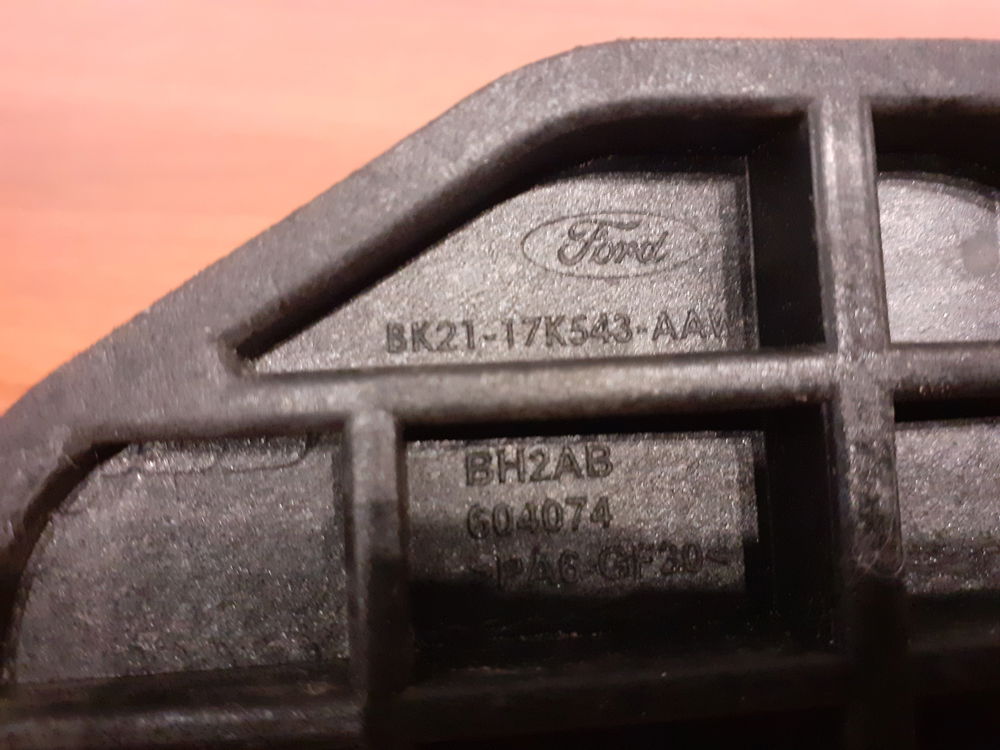 Ford
BK21-17K543-AAW
BH2AB
604074
>PA6-GF30<